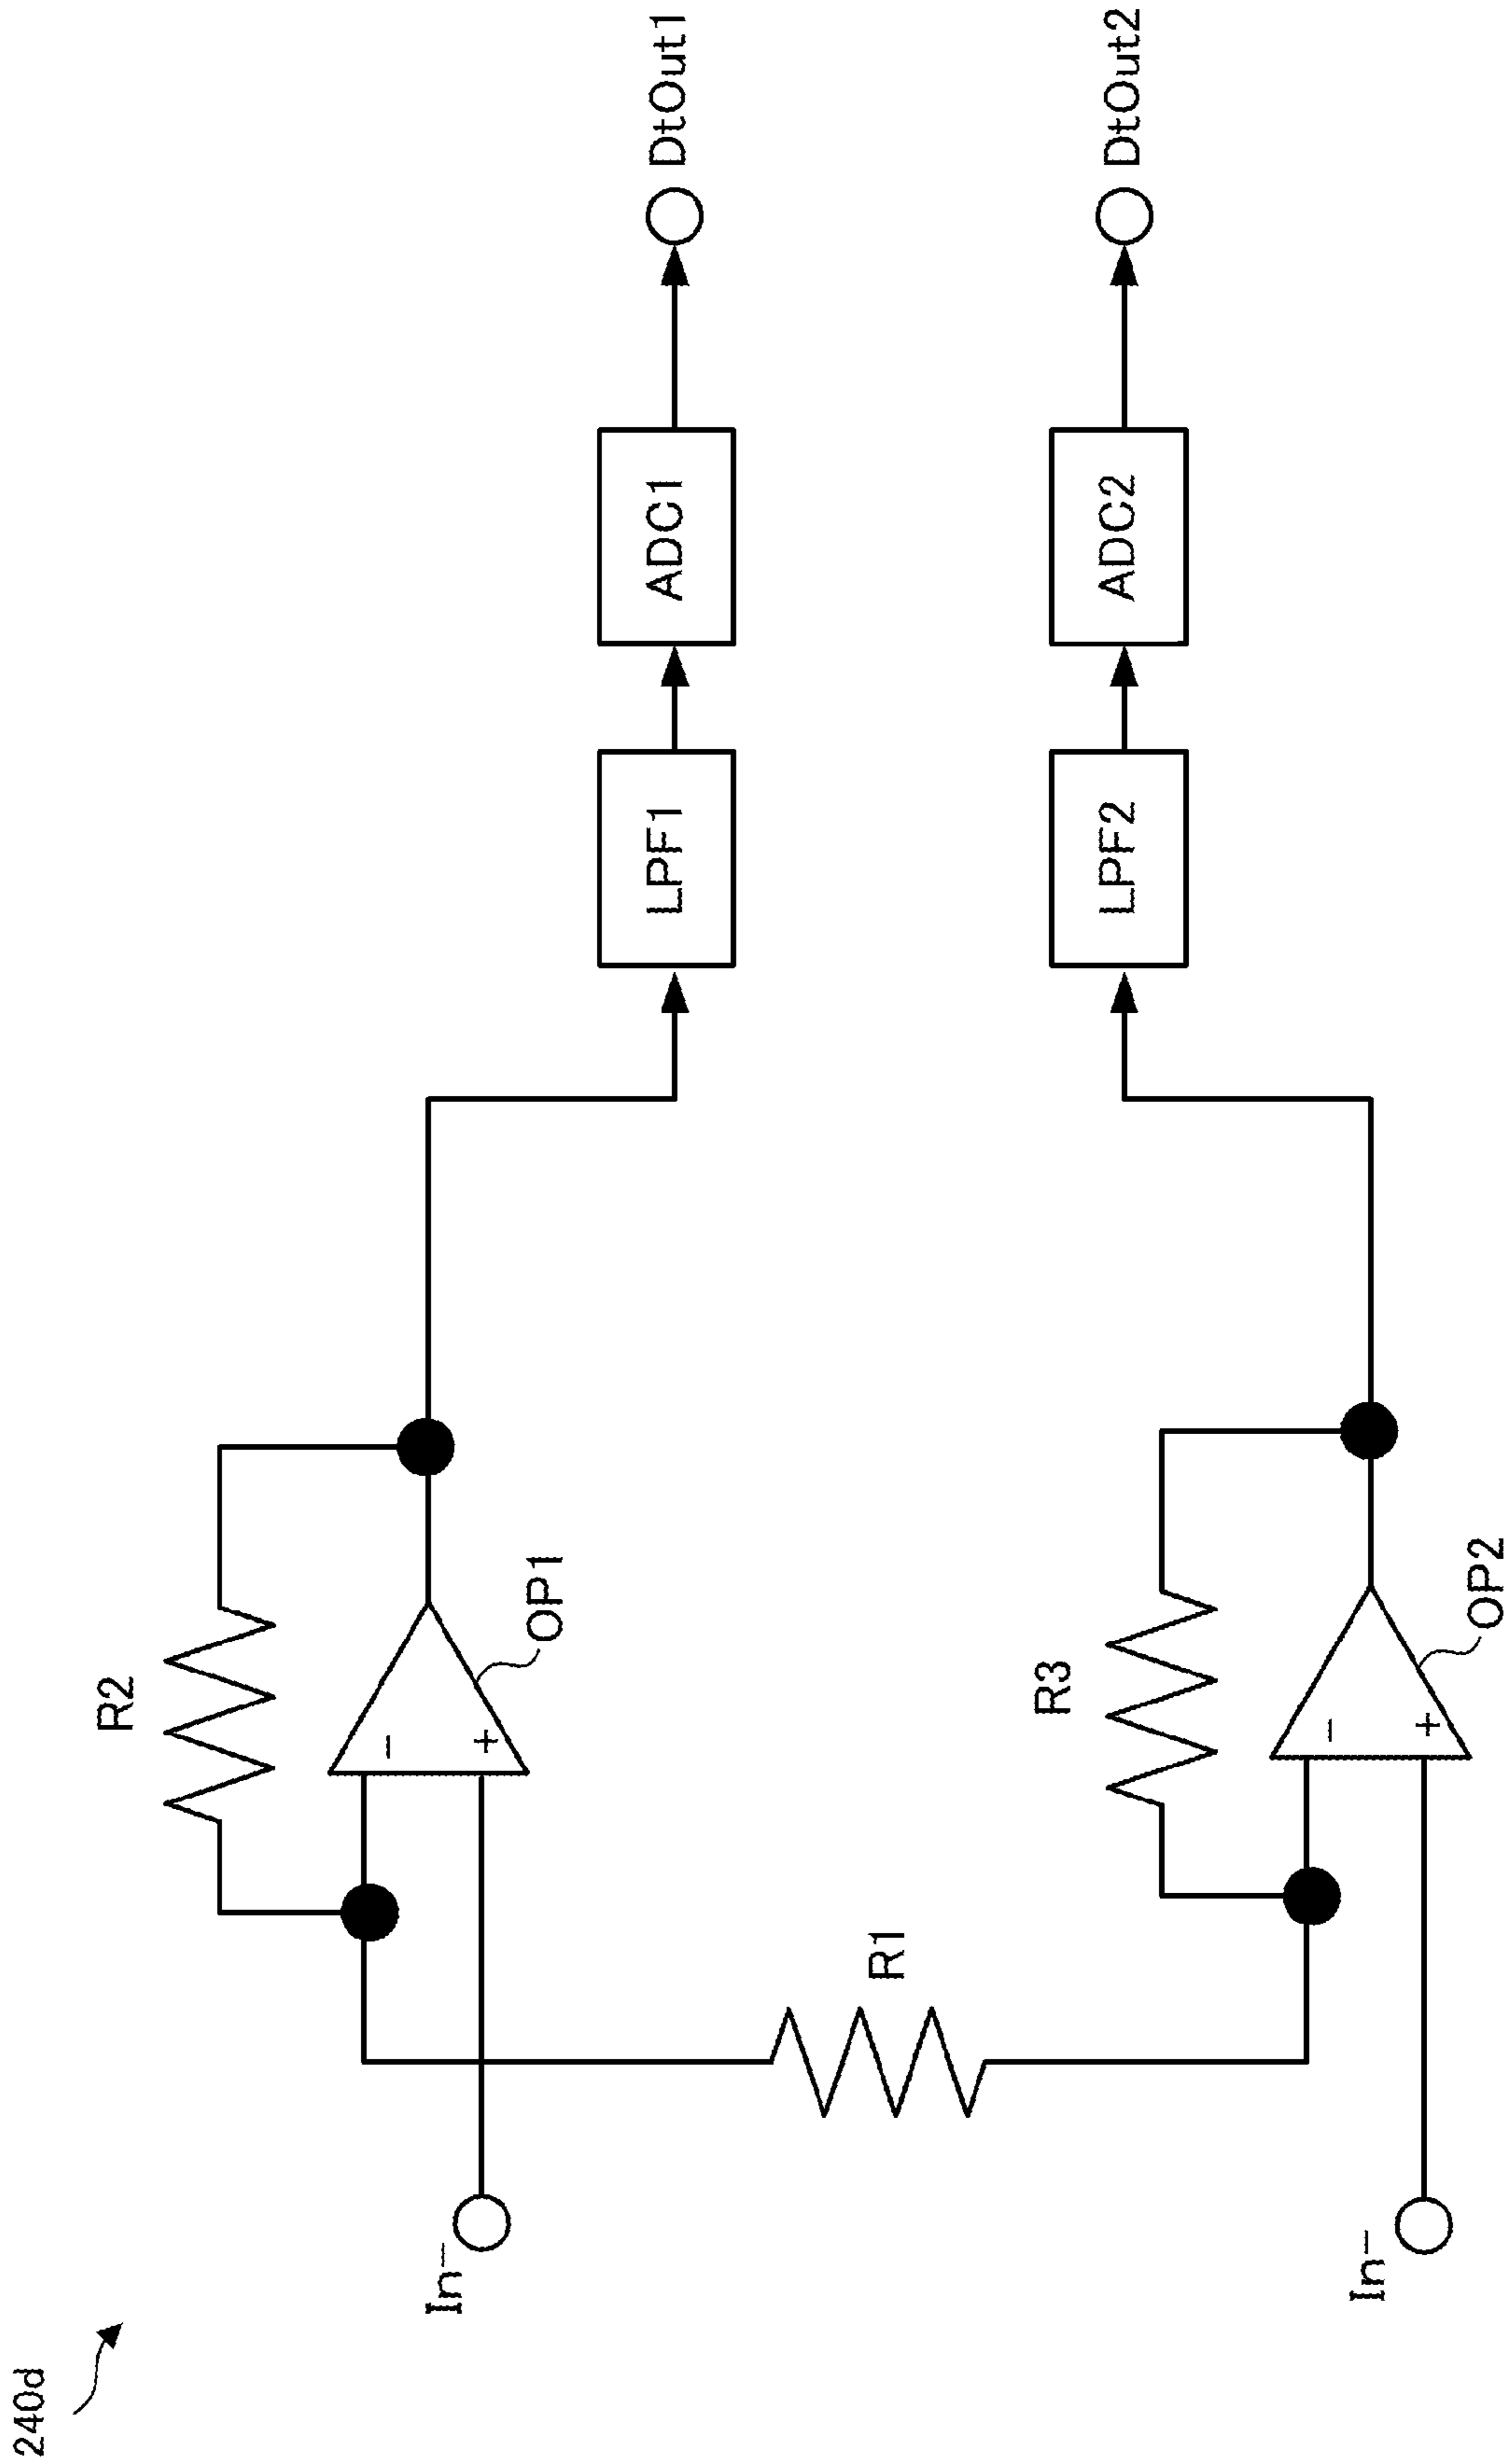 240d
R2
OP1
In−
LPF1
ADC1
DtOut1
R1
R3
OP2
In−
LPF2
ADC2
DtOut2
−
+
−
+